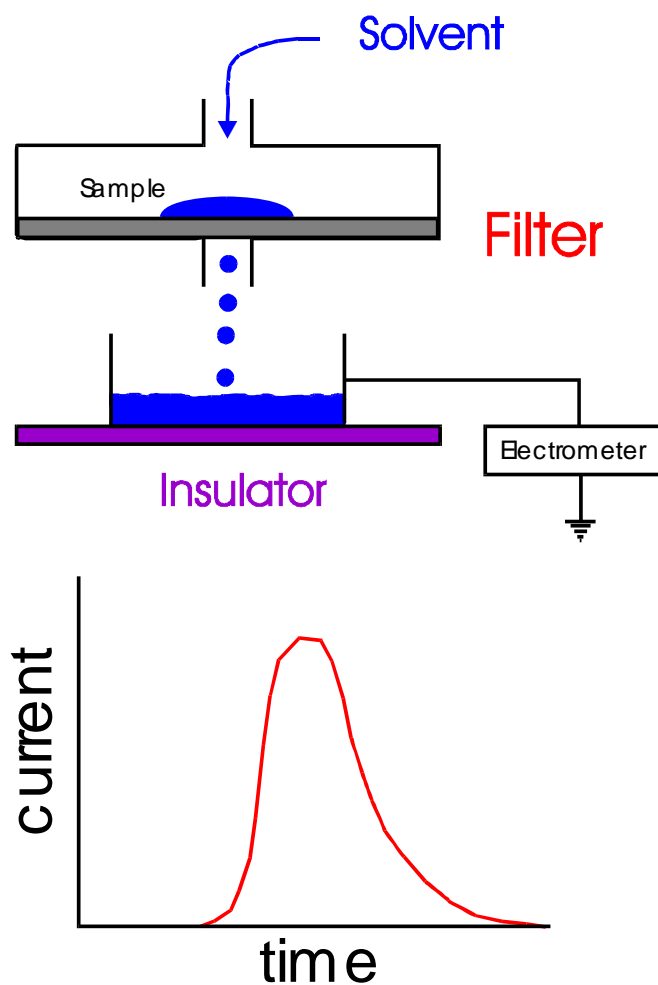 Solvent
Sample
Filter
Electrometer
Insulator
current
time